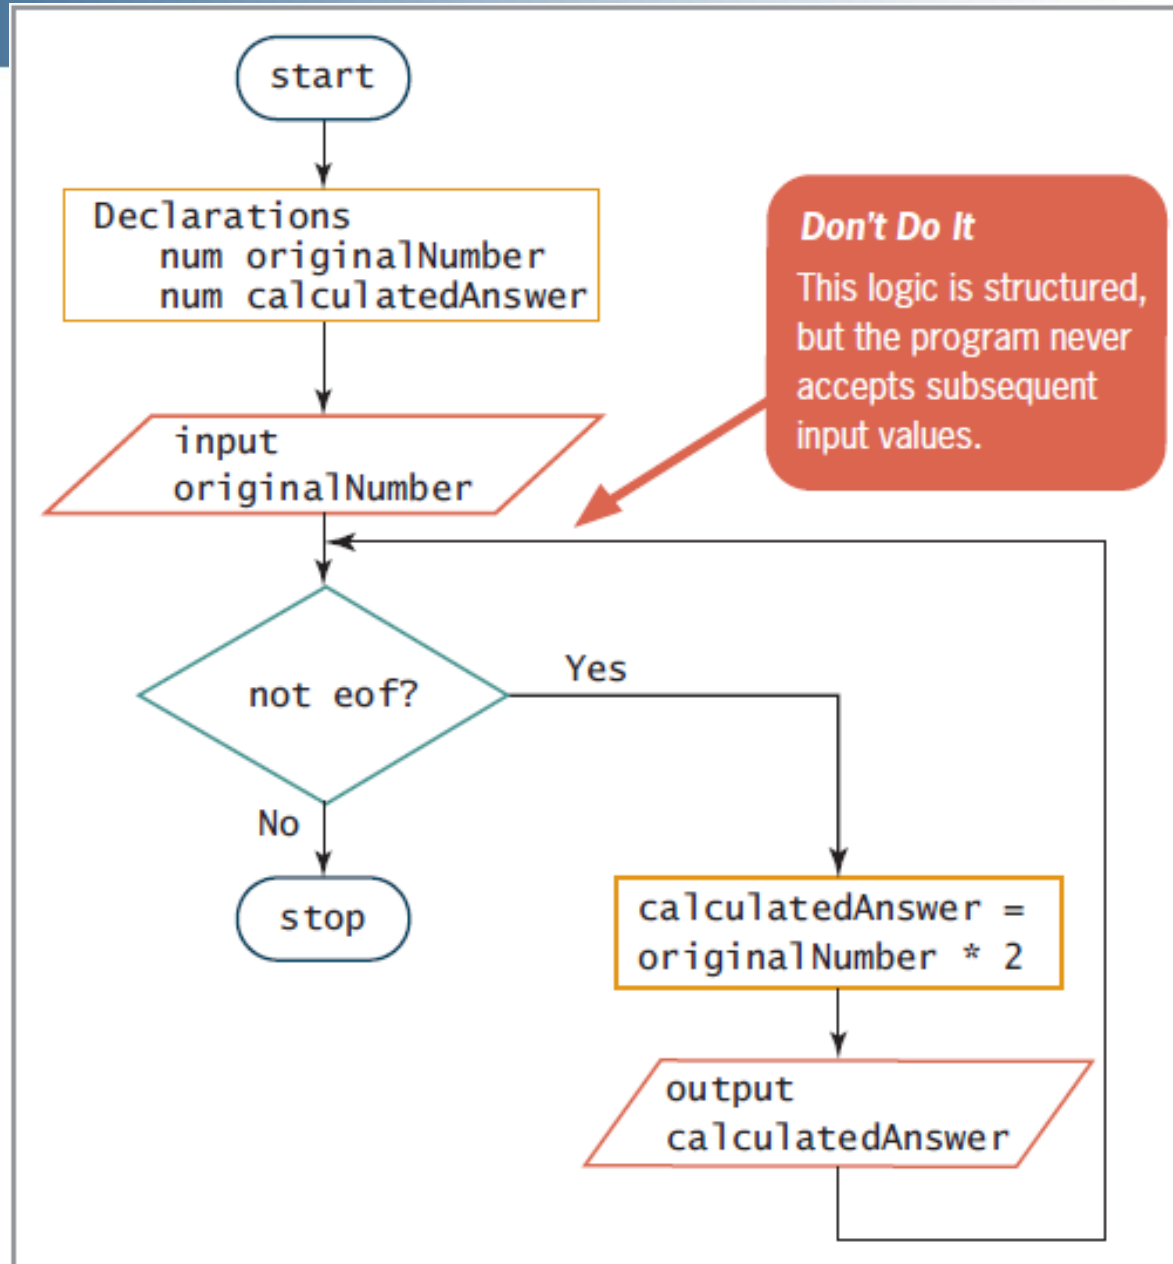 start
Declarations
num originalNumber
num calculatedAnswer
Don't Do It
This logic is structured,
but the program never
accepts subsequent
input values.
input
originalNumber
not eof?
Yes
No
stop
calculatedAnswer =
originalNumber * 2
output
calculatedAnswer